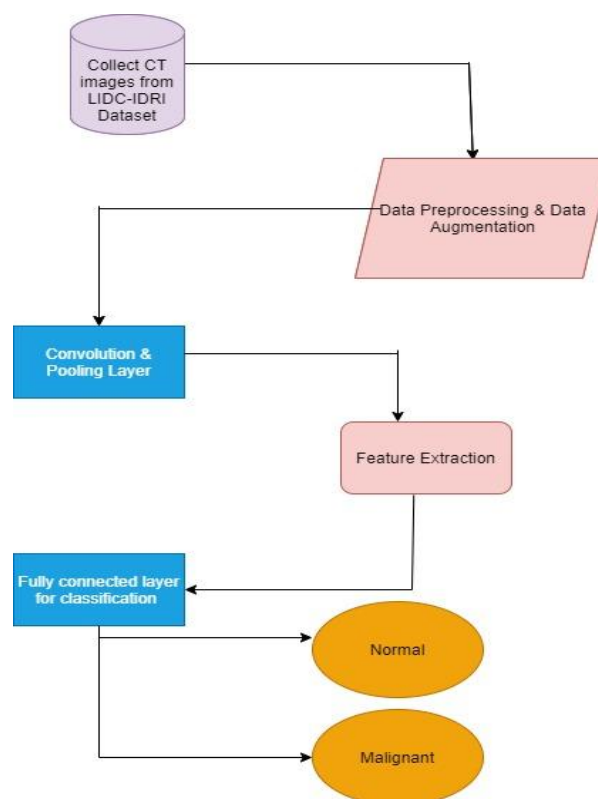 Collect CT
images from
LIDC-IDRI
Dataset
Data Preprocessing & Data
Augmentation
Convolution &
Pooling Layer
Feature Extraction
Fully connected layer
for classification
Normal
Malignant